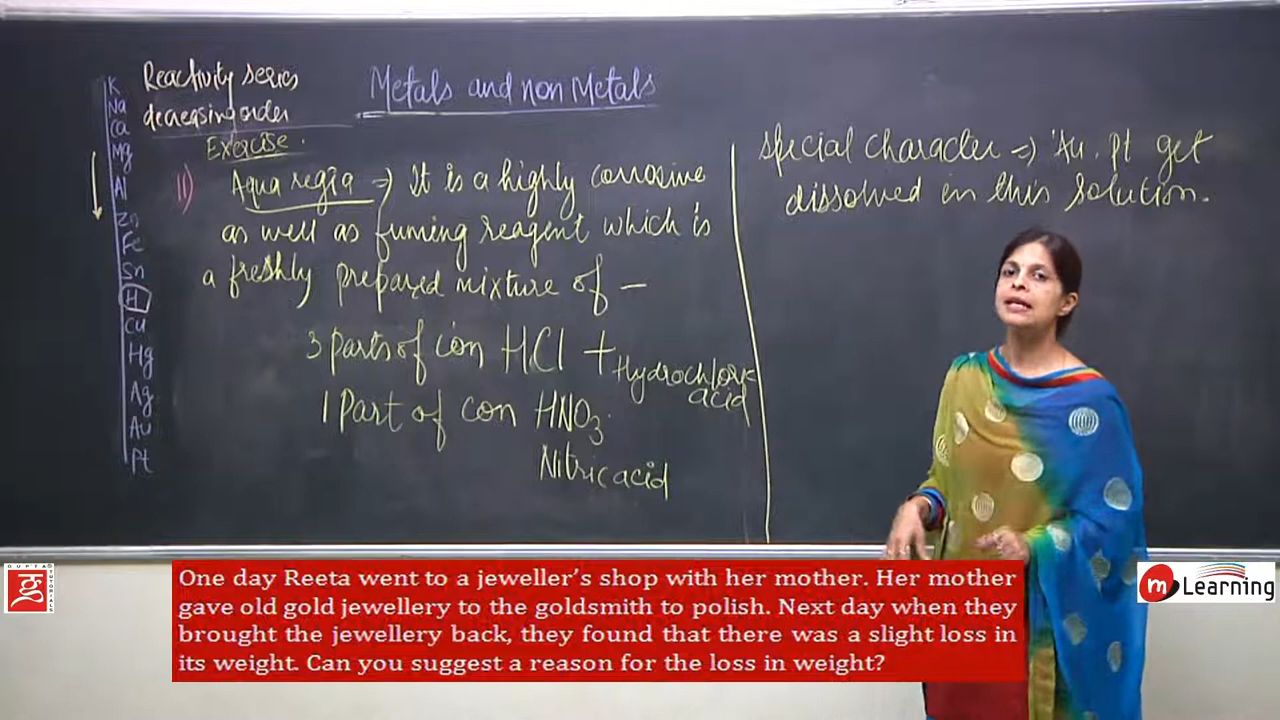 Metals and non Metals
Reactivity series
decreasing order
K
Na
Ca
Mg
Al
Zn
Fe
Sn
H
Cu
Hg
Ag
Au
Pt
Exercise.
11) Aqua regia => It is a highly corrosive
as well as fuming reagent which is
a freshly prepared mixture of —
3 parts of con HCl + Hydrochloric
acid
1 Part of con HNO3.
Nitric acid
special character => Au, Pt get
dissolved in this solution.
GUPTA TUTORIALS
One day Reeta went to a jeweller's shop with her mother. Her mother
gave old gold jewellery to the goldsmith to polish. Next day when they
brought the jewellery back, they found that there was a slight loss in
its weight. Can you suggest a reason for the loss in weight?
m Learning